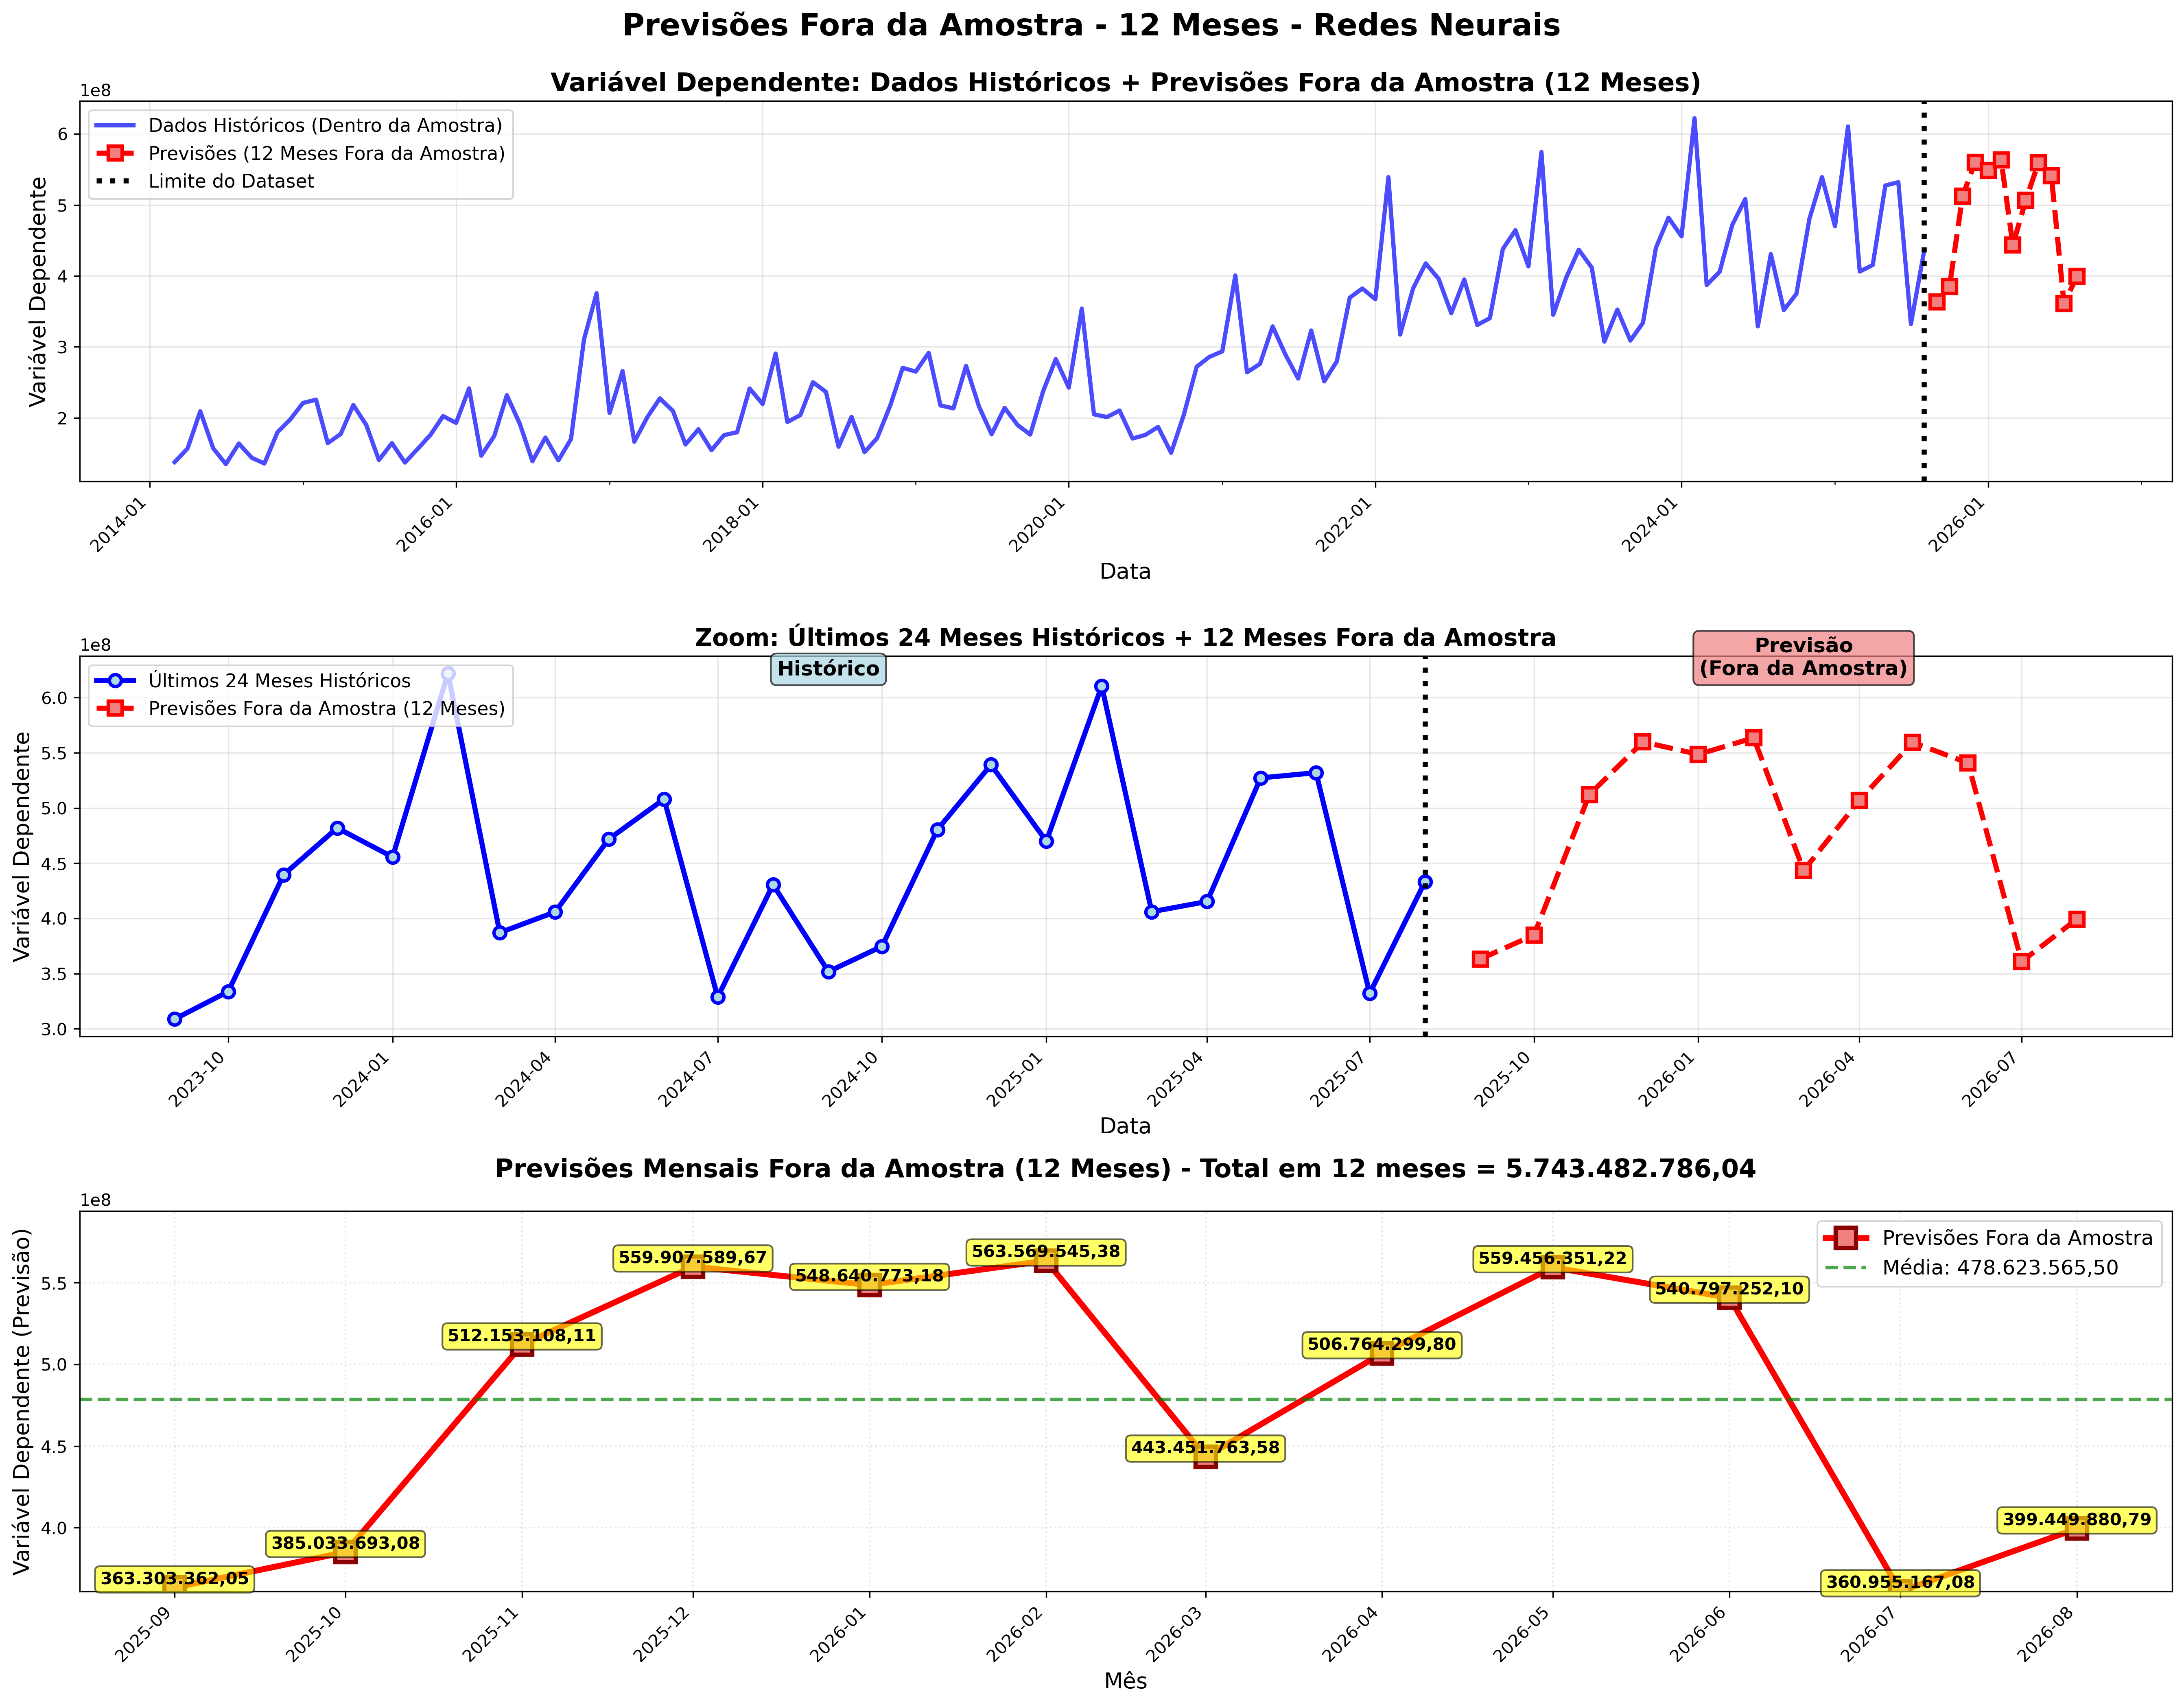 Previsões Fora da Amostra - 12 Meses - Redes Neurais
Variável Dependente: Dados Históricos + Previsões Fora da Amostra (12 Meses)
1e8
Dados Históricos (Dentro da Amostra)
Previsões (12 Meses Fora da Amostra)
Limite do Dataset
Variável Dependente
6
5
4
3
2
2014-01
2016-01
2018-01
2020-01
2022-01
2024-01
2026-01
Data
Zoom: Últimos 24 Meses Históricos + 12 Meses Fora da Amostra
1e8
Últimos 24 Meses Históricos
Previsões Fora da Amostra (12 Meses)
Histórico
Previsão
(Fora da Amostra)
Variável Dependente
6.0
5.5
5.0
4.5
4.0
3.5
3.0
2023-10
2024-01
2024-04
2024-07
2024-10
2025-01
2025-04
2025-07
2025-10
2026-01
2026-04
2026-07
Data
Previsões Mensais Fora da Amostra (12 Meses) - Total em 12 meses = 5.743.482.786,04
1e8
Previsões Fora da Amostra
Média: 478.623.565,50
Variável Dependente (Previsão)
5.5
5.0
4.5
4.0
363.303.362,05
385.033.693,08
512.153.108,11
559.907.589,67
548.640.773,18
563.569.545,38
443.451.763,58
506.764.299,80
559.456.351,22
540.797.252,10
360.955.167,08
399.449.880,79
2025-09
2025-10
2025-11
2025-12
2026-01
2026-02
2026-03
2026-04
2026-05
2026-06
2026-07
2026-08
Mês